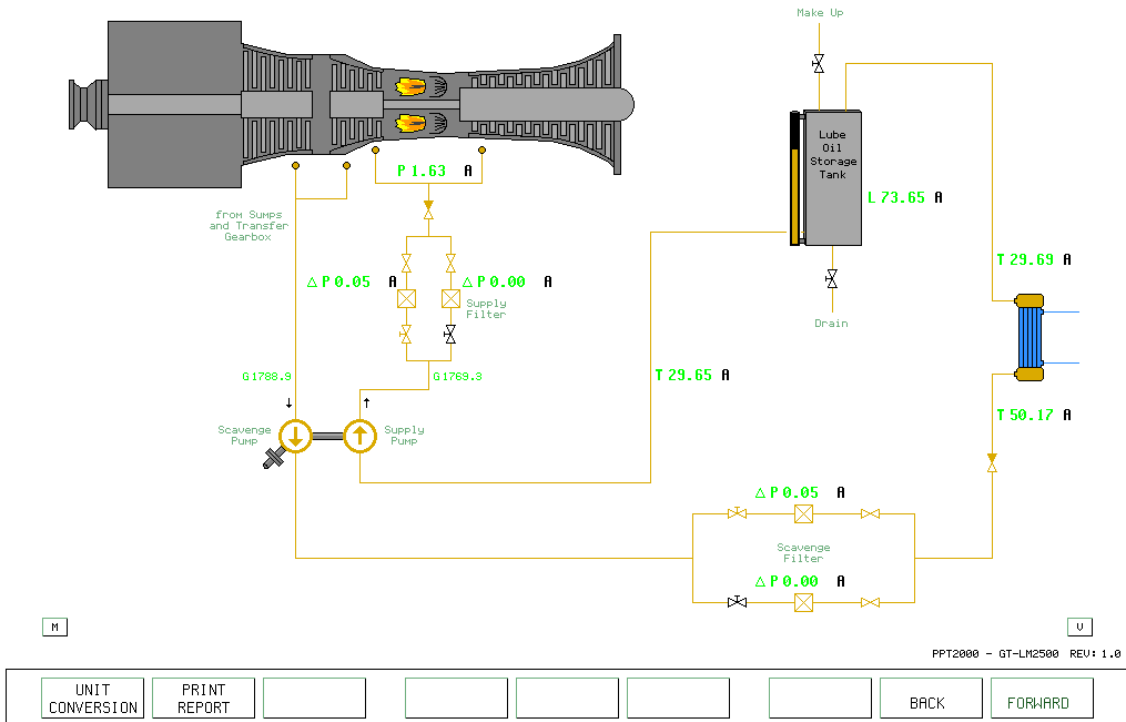 Make Up
Lube
Oil
Storage
Tank
P 1.63 A
L 73.65 A
from Sumps
and Transfer
Gearbox
T 29.69 A
△ P 0.05 A
△ P 0.00 A
Supply
Filter
Drain
G 1788.9
G 1769.3
T 29.65 A
↓
↑
T 50.17 A
Scavenge
Pump
Supply
Pump
△ P 0.05 A
Scavenge
Filter
△ P 0.00 A
M
V
PPT2000 - GT-LM2500 REV: 1.0
UNIT
CONVERSION
PRINT
REPORT
BACK
FORWARD